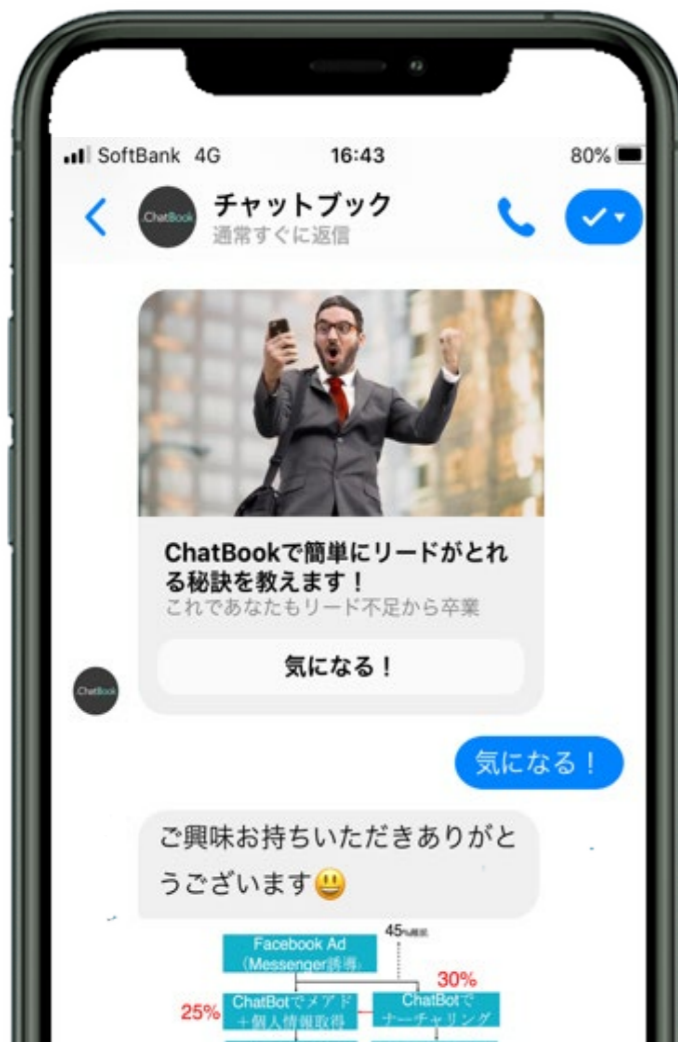 SoftBank 4G 16:43 80%
.ChatBook
チャットブック
通常すぐに返信
ChatBookで簡単にリードがとれ
る秘訣を教えます！
これであなたもリード不足から卒業
気になる！
ChatBook
気になる！
ご興味お持ちいただきありがと
うございます😃
45%離脱
Facebook Ad
（Messenger誘導）
30%
25%
ChatBotでメアド
＋個人情報取得
ChatBotで
ナーチャリング